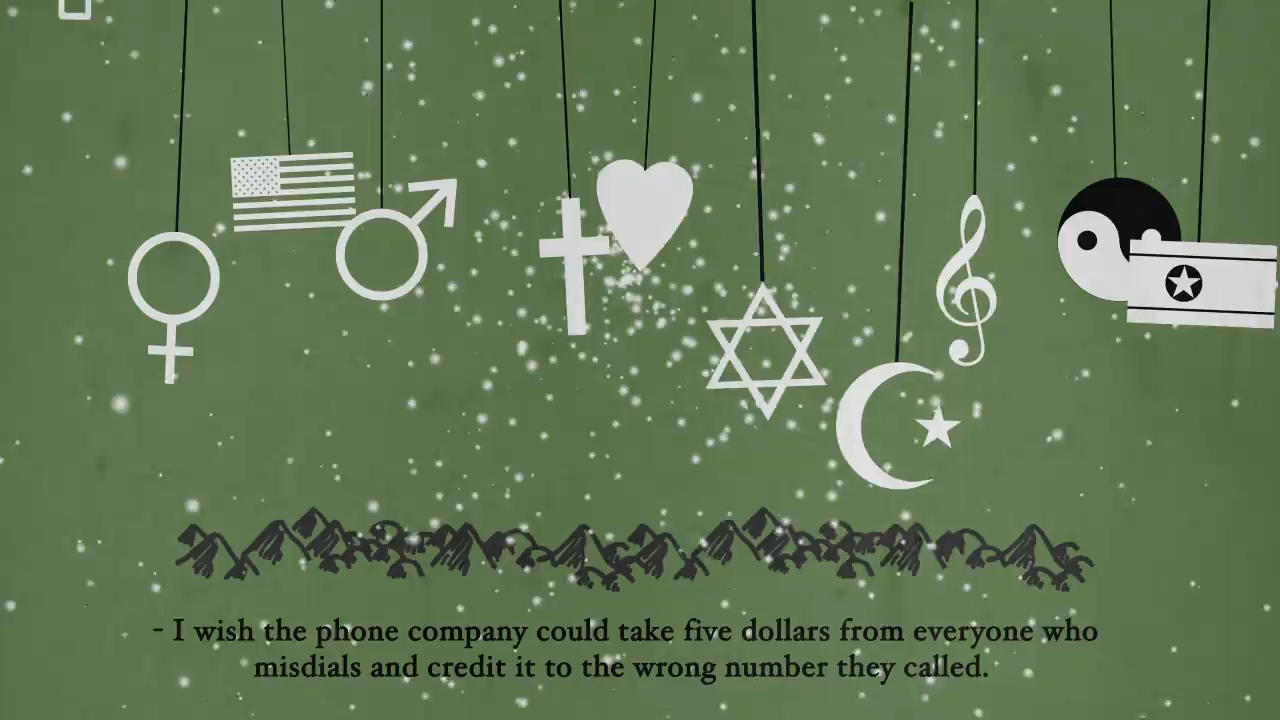 - I wish the phone company could take five dollars from everyone who
misdials and credit it to the wrong number they called.